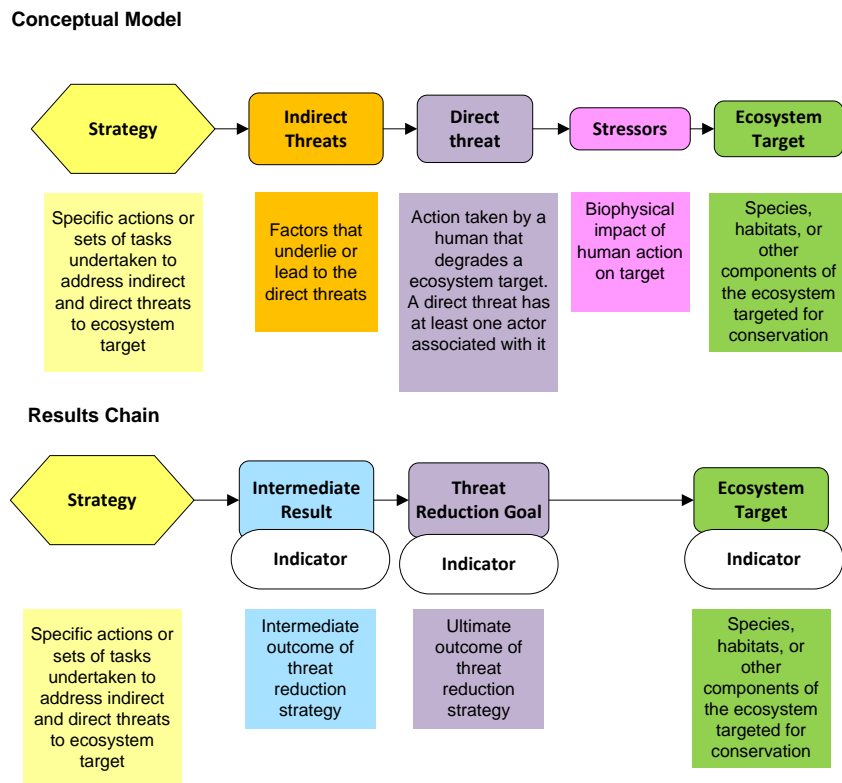 Conceptual Model
Strategy
Indirect
Threats
Direct
threat
Stressors
Ecosystem
Target
Specific actions or
sets of tasks
undertaken to
address indirect
and direct threats
to ecosystem
target
Factors that
underlie or
lead to the
direct threats
Action taken by a
human that
degrades a
ecosystem target.
A direct threat has
at least one actor
associated with it
Biophysical
impact of
human action
on target
Species,
habitats, or
other
components of
the ecosystem
targeted for
conservation
Results Chain
Strategy
Intermediate
Result
Indicator
Threat
Reduction Goal
Indicator
Ecosystem
Target
Indicator
Specific actions or
sets of tasks
undertaken to
address indirect
and direct threats
to ecosystem
target
Intermediate
outcome of
threat
reduction
strategy
Ultimate
outcome of
threat
reduction
strategy
Species,
habitats, or
other
components of
the ecosystem
targeted for
conservation